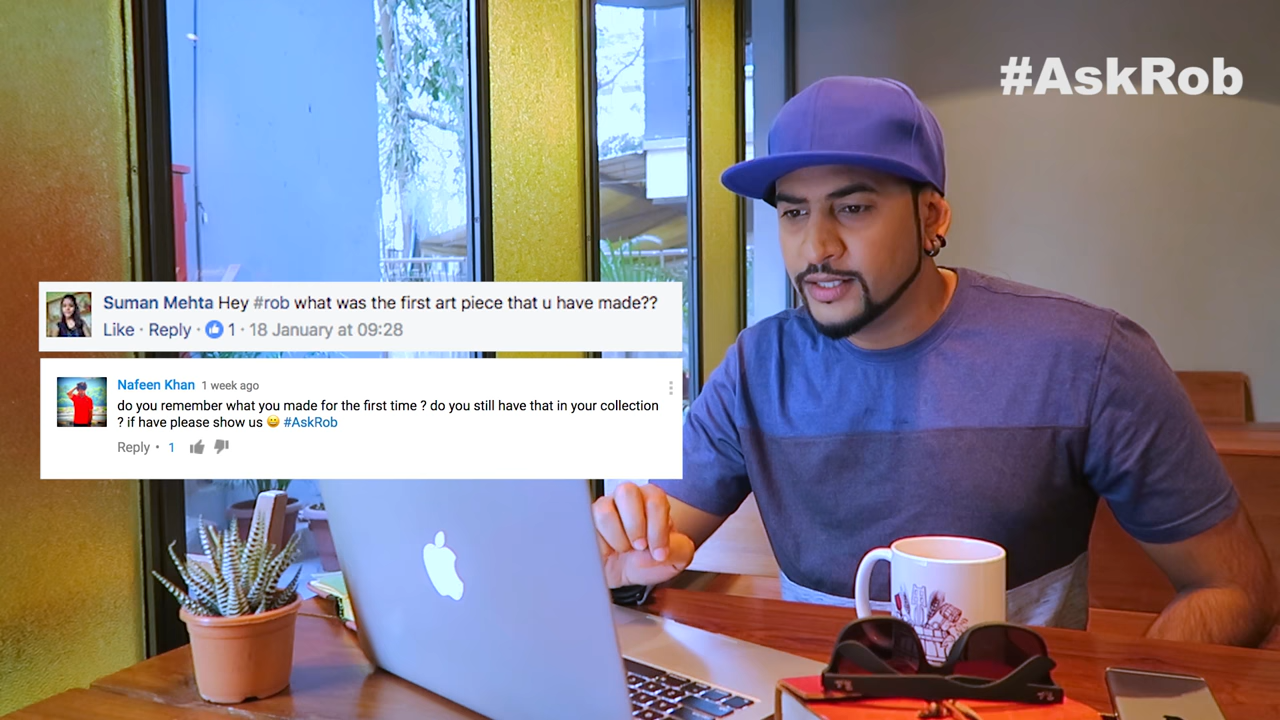 #AskRob
Suman Mehta Hey #rob what was the first art piece that u have made??
Like · Reply · 1 · 18 January at 09:28
Nafeen Khan 1 week ago
do you remember what you made for the first time ? do you still have that in your collection
? if have please show us 😀 #AskRob
Reply • 1